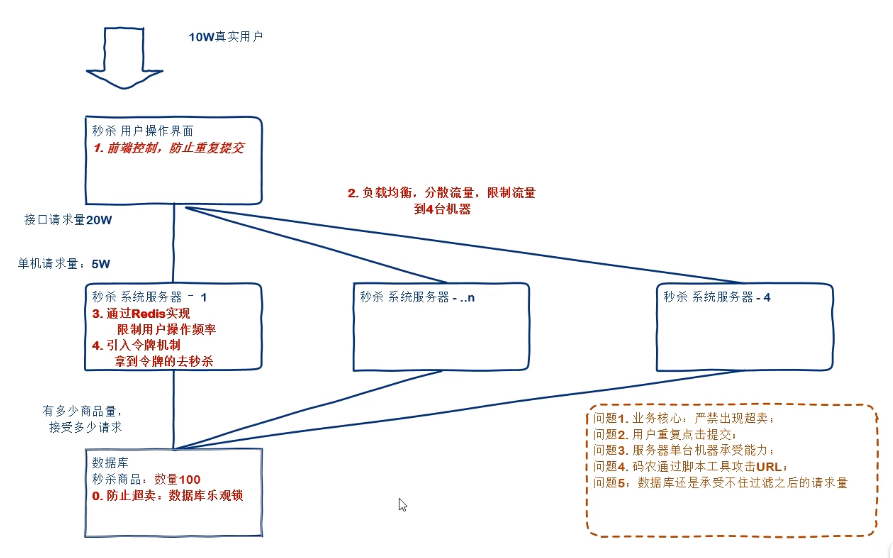 10W真实用户
秒杀 用户操作界面
1. 前端控制，防止重复提交
2. 负载均衡，分散流量，限制流量
到4台机器
接口请求量20W
单机请求量：5W
秒杀 系统服务器 - 1
3. 通过Redis实现
限制用户操作频率
4. 引入令牌机制
拿到令牌的去秒杀
秒杀 系统服务器 - ..n
秒杀 系统服务器 - 4
有多少商品量，
接受多少请求
数据库
秒杀商品：数量100
0. 防止超卖：数据库乐观锁
问题1. 业务核心：严禁出现超卖；
问题2. 用户重复点击提交；
问题3. 服务器单台机器承受能力；
问题4. 码农通过脚本工具攻击URL；
问题5：数据库还是承受不住过滤之后的请求量